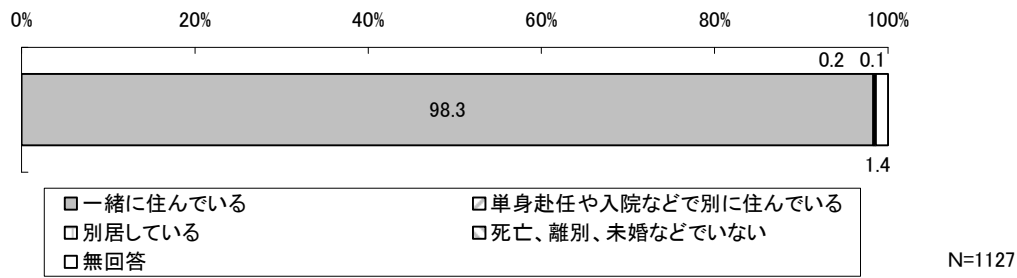 0% 20% 40% 60% 80% 100%
0.2 0.1
98.3
1.4
一緒に住んでいる 単身赴任や入院などで別に住んでいる
別居している 死亡、離別、未婚などでいない
無回答
N=1127